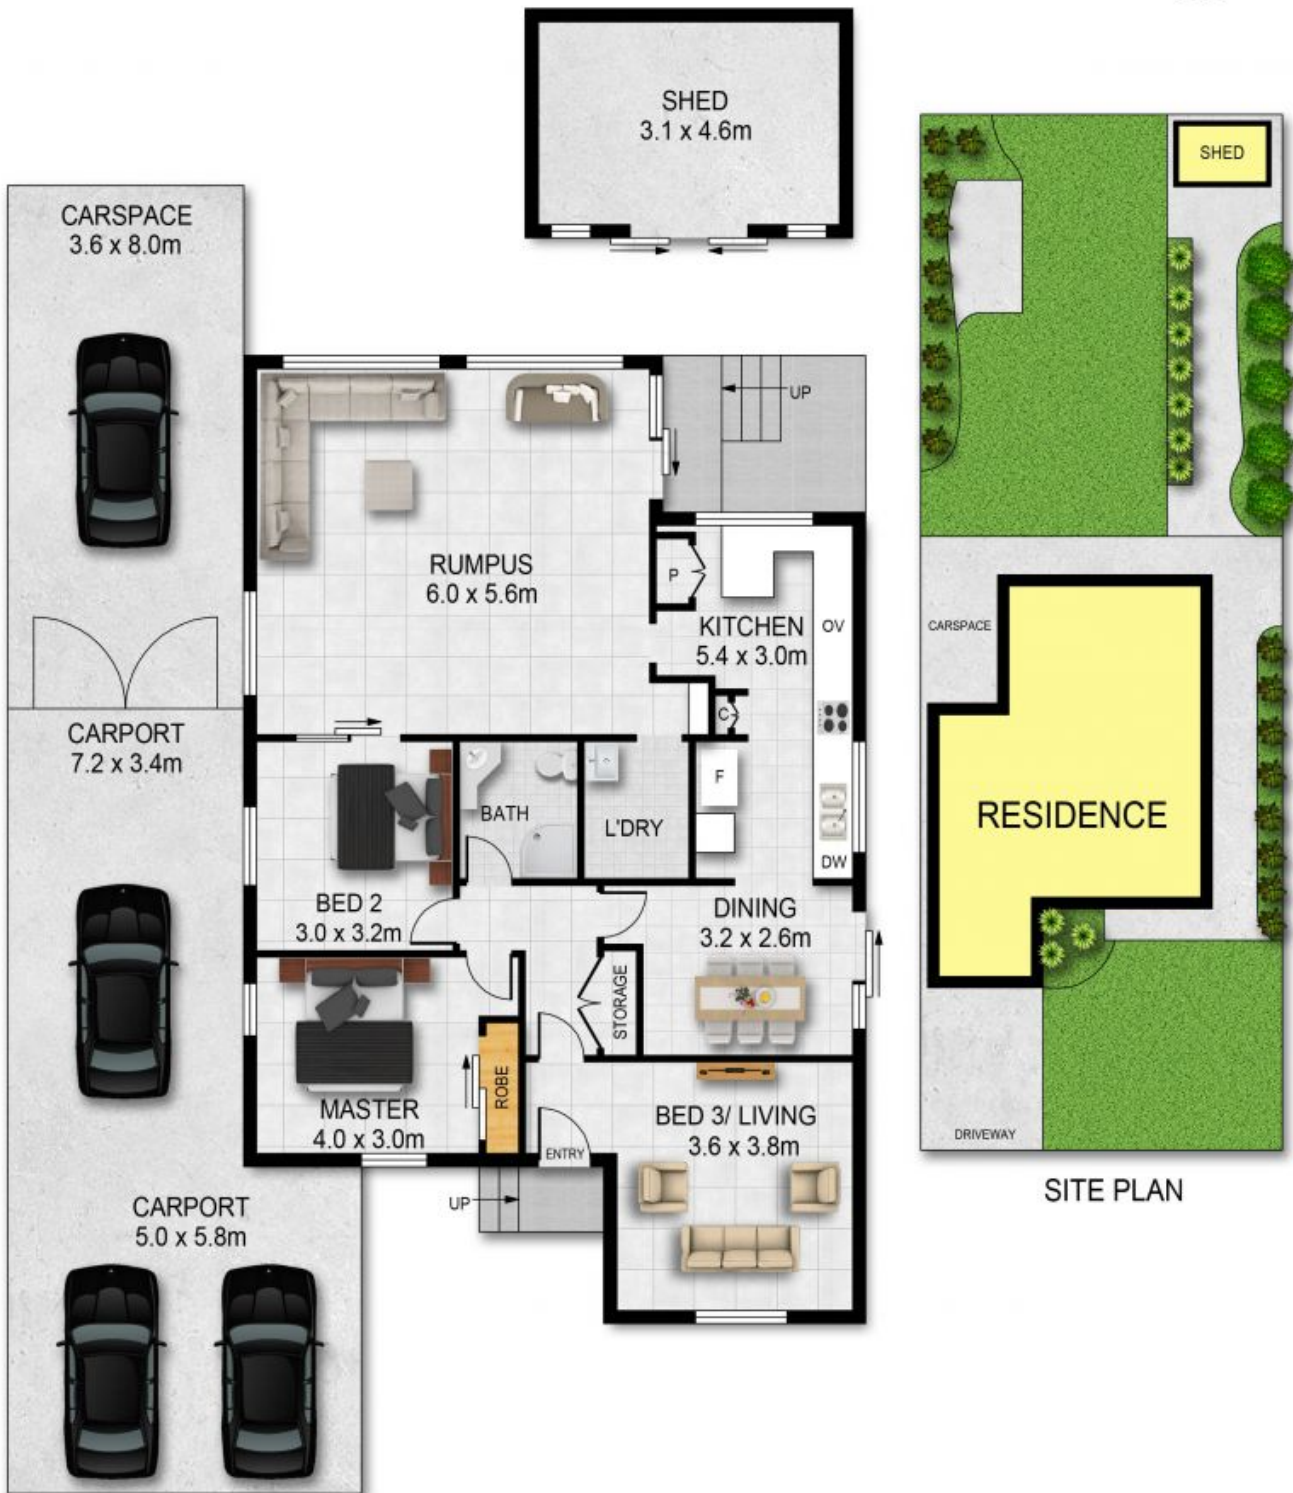 SHED
3.1 x 4.6m
SHED
CARSPACE
3.6 x 8.0m
UP
RUMPUS
6.0 x 5.6m
P
KITCHEN
5.4 x 3.0m
OV
CARSPACE
C
CARPORT
7.2 x 3.4m
F
BATH
L'DRY
DW
RESIDENCE
BED 2
3.0 x 3.2m
DINING
3.2 x 2.6m
STORAGE
ROBE
MASTER
4.0 x 3.0m
BED 3/ LIVING
3.6 x 3.8m
ENTRY
DRIVEWAY
UP
CARPORT
5.0 x 5.8m
SITE PLAN